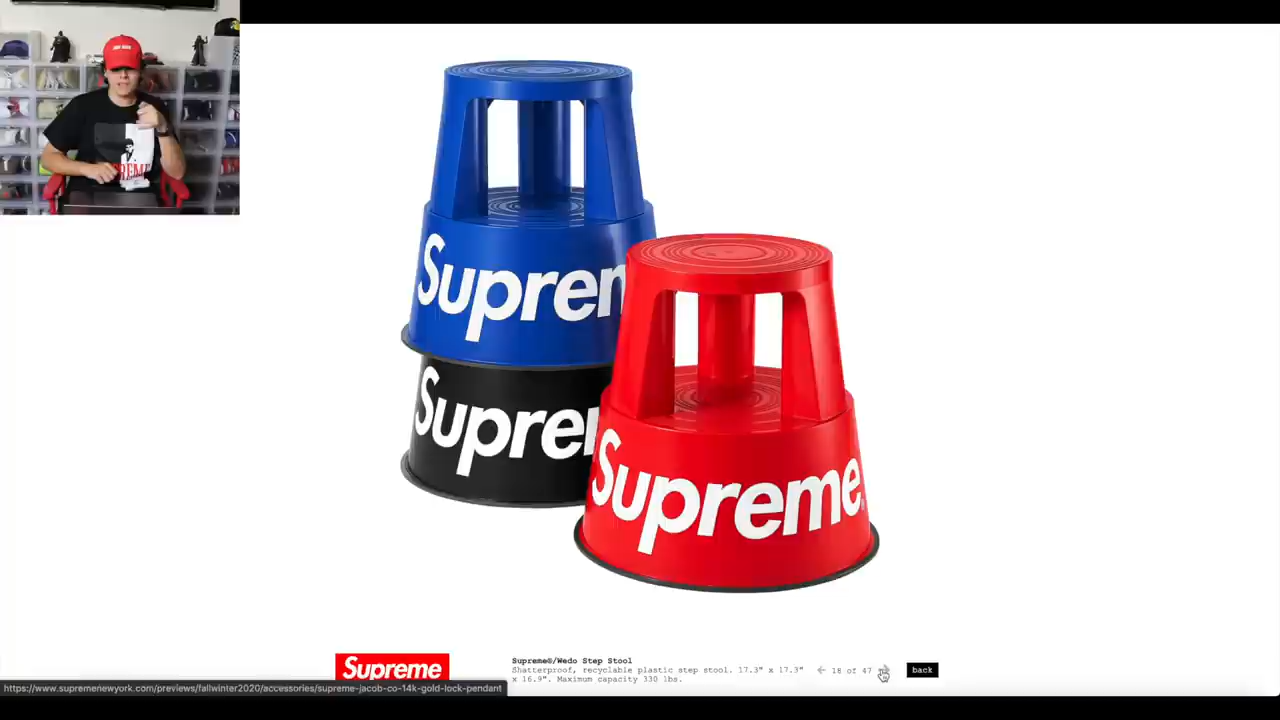 Supren
Supreme
Supren
Supreme
Supreme®/Wedo Step Stool
Shatterproof, recyclable plastic step stool. 17.3" x 17.3"
x 16.9". Maximum capacity 330 lbs.
← 18 of 47 →
back
https://www.supremenewyork.com/previews/fallwinter2020/accessories/supreme-jacob-co-14k-gold-lock-pendant